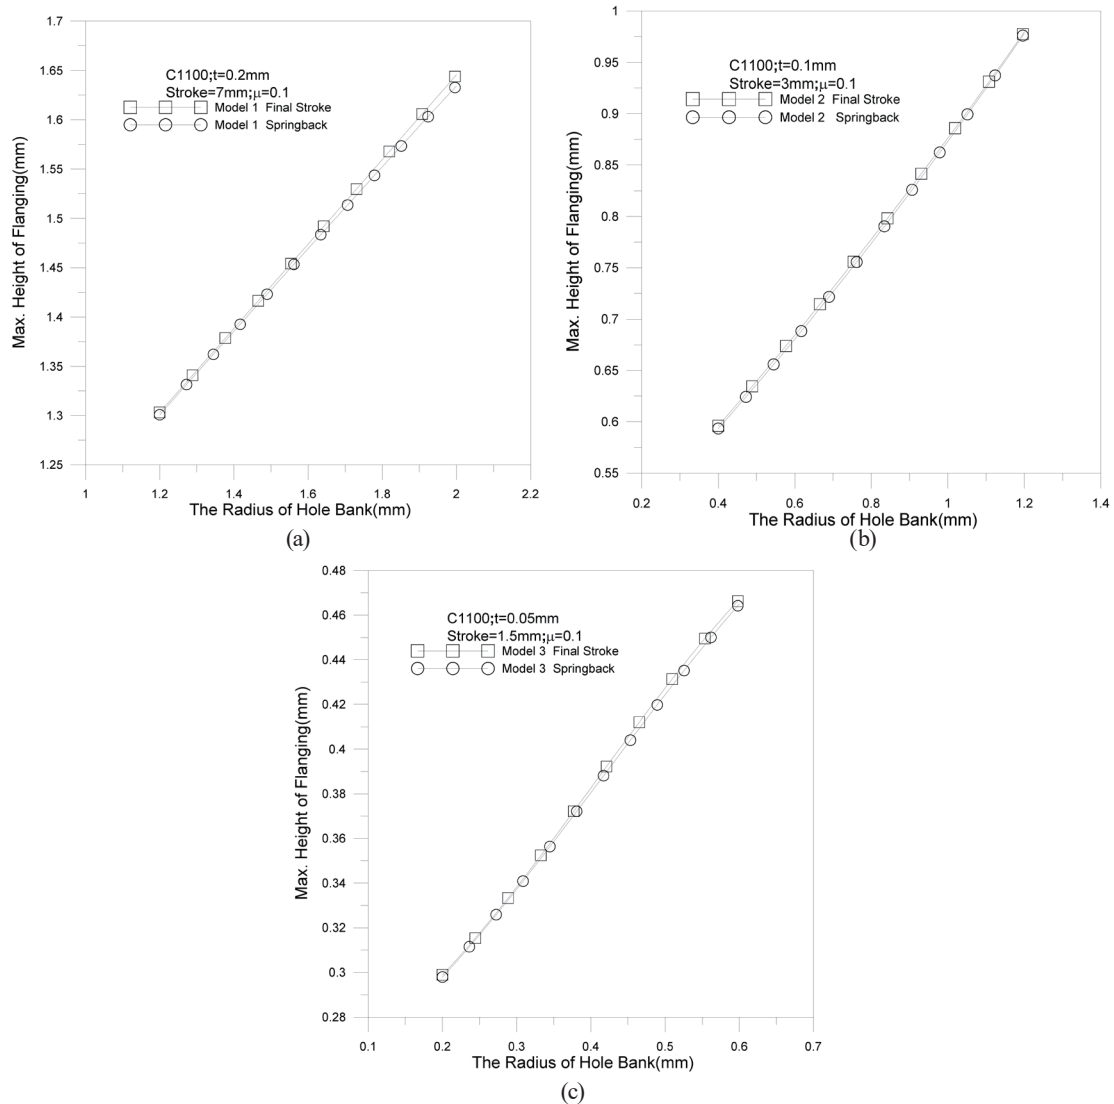 1.7
1.65
1.6
1.55
1.5
1.45
1.4
1.35
1.3
1.25
Max. Height of Flanging(mm)
C1100;t=0.2mm
Stroke=7mm;μ=0.1
Model 1 Final Stroke
Model 1 Springback
1 1.2 1.4 1.6 1.8 2 2.2
The Radius of Hole Bank(mm)
(a)
1
0.95
0.9
0.85
0.8
0.75
0.7
0.65
0.6
0.55
Max. Height of Flanging(mm)
C1100;t=0.1mm
Stroke=3mm;μ=0.1
Model 2 Final Stroke
Model 2 Springback
0.2 0.4 0.6 0.8 1 1.2 1.4
The Radius of Hole Bank(mm)
(b)
0.48
0.46
0.44
0.42
0.4
0.38
0.36
0.34
0.32
0.3
0.28
Max. Height of Flanging(mm)
C1100;t=0.05mm
Stroke=1.5mm;μ=0.1
Model 3 Final Stroke
Model 3 Springback
0.1 0.2 0.3 0.4 0.5 0.6 0.7
The Radius of Hole Bank(mm)
(c)